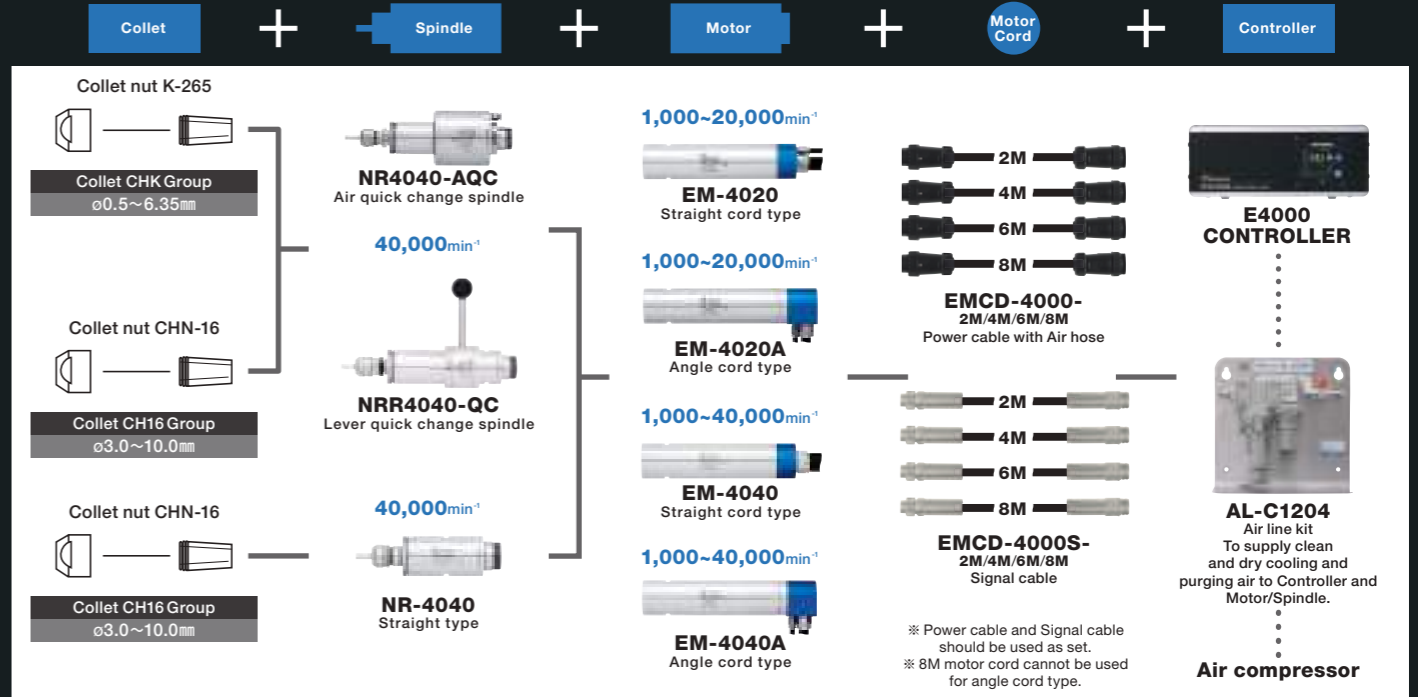 Collet
+
Spindle
+
Motor
+
Motor
Cord
+
Controller
Collet nut K-265
Collet CHK Group
ø0.5～6.35㎜
Collet nut CHN-16
Collet CH16 Group
ø3.0～10.0㎜
Collet nut CHN-16
Collet CH16 Group
ø3.0～10.0㎜
NR4040-AQC
Air quick change spindle
40,000min⁻¹
NRR4040-QC
Lever quick change spindle
40,000min⁻¹
NR-4040
Straight type
1,000~20,000min⁻¹
EM-4020
Straight cord type
1,000~20,000min⁻¹
EM-4020A
Angle cord type
1,000~40,000min⁻¹
EM-4040
Straight cord type
1,000~40,000min⁻¹
EM-4040A
Angle cord type
2M
4M
6M
8M
EMCD-4000-
2M/4M/6M/8M
Power cable with Air hose
2M
4M
6M
8M
EMCD-4000S-
2M/4M/6M/8M
Signal cable
※ Power cable and Signal cable
should be used as set.
※ 8M motor cord cannot be used
for angle cord type.
E4000
CONTROLLER
AL-C1204
Air line kit
To supply clean
and dry cooling and
purging air to Controller and
Motor/Spindle.
Air compressor